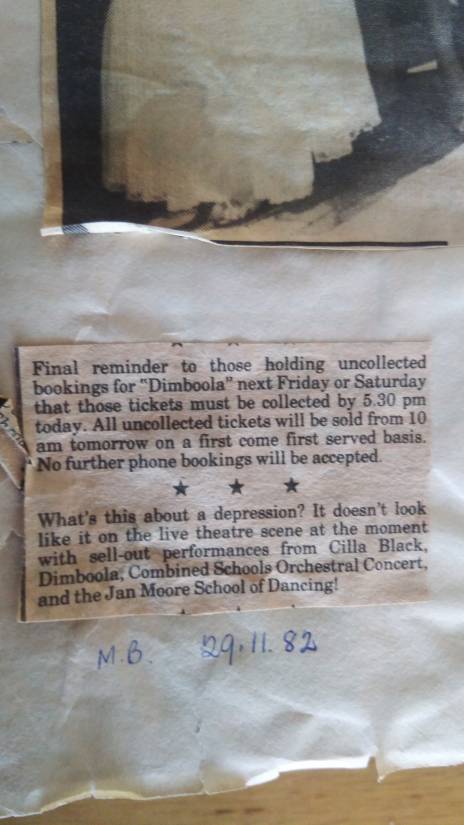 Final reminder to those holding uncollected
bookings for "Dimboola" next Friday or Saturday
that those tickets must be collected by 5.30 pm
today. All uncollected tickets will be sold from 10
am tomorrow on a first come first served basis.
No further phone bookings will be accepted.
★ ★ ★
What's this about a depression? It doesn't look
like it on the live theatre scene at the moment
with sell-out performances from Cilla Black,
Dimboola, Combined Schools Orchestral Concert,
and the Jan Moore School of Dancing!
M.B. 29.11.82